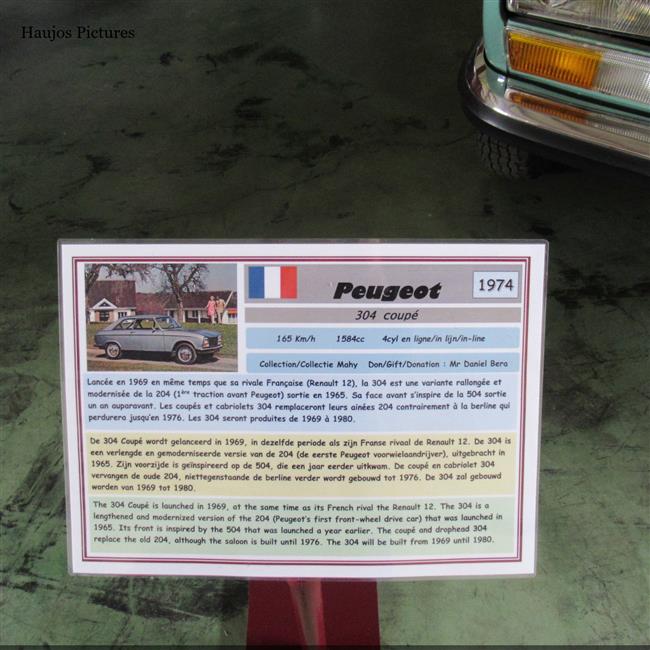 Haujos Pictures
Peugeot
1974
304 coupé
165 Km/h 1584cc 4cyl en ligne/in lijn/in-line
Collection/Collectie Mahy Don/Gift/Donation : Mr Daniel Bera
Lancée en 1969 en même temps que sa rivale Française (Renault 12), la 304 est une variante rallongée et
modernisée de la 204 (1ère traction avant Peugeot) sortie en 1965. Sa face avant s’inspire de la 504 sortie
un an auparavant. Les coupés et cabriolets 304 remplaceront leurs ainées 204 contrairement à la berline qui
perdurera jusqu’en 1976. Les 304 seront produites de 1969 à 1980.
De 304 Coupé wordt gelanceerd in 1969, in dezelfde periode als zijn Franse rival de Renault 12. De 304 is
een verlengde en gemoderniseerde versie van de 204 (de eerste Peugeot voorwielaandrijver), uitgebracht in
1965. Zijn voorzijde is geïnspireerd op de 504, die een jaar eerder uitkwam. De coupé en cabriolet 304
vervangen de oude 204, niettegenstaande de berline verder wordt gebouwd tot 1976. De 304 zal gebouwd
worden van 1969 tot 1980.
The 304 Coupé is launched in 1969, at the same time as its French rival the Renault 12. The 304 is a
lengthened and modernized version of the 204 (Peugeot’s first front-wheel drive car) that was launched in
1965. Its front is inspired by the 504 that was launched a year earlier. The coupé and drophead 304
replace the old 204, although the saloon is built until 1976. The 304 will be built from 1969 until 1980.